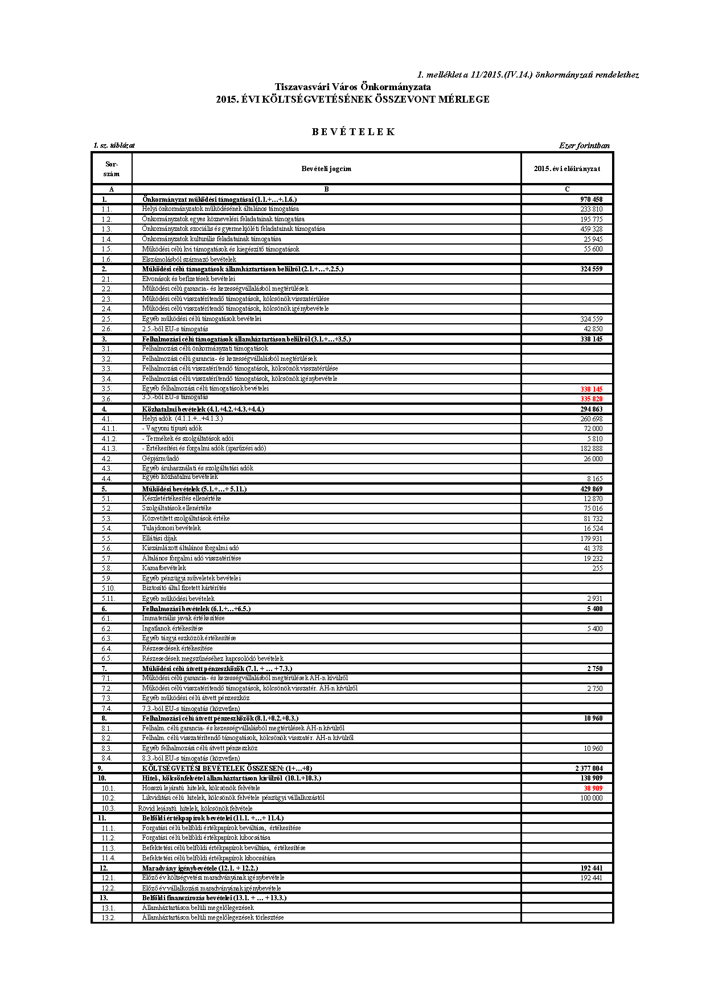 1. melléklet a 11/2015.(IV.14.) önkormányzati rendelethez
Tiszavasvári Város Önkormányzata
2015. ÉVI KÖLTSÉGVETÉSÉNEK ÖSSZEVONT MÉRLEGE
B E V É T E L E K
1. sz. táblázat Ezer forintban
Sor-
szám Bevételi jogcím 2015. évi előirányzat
A B C
1. Önkormányzat működési támogatásai (1.1.+…+.1.6.) 970 458
1.1. Helyi önkormányzatok működésének általános támogatása 233 810
1.2. Önkormányzatok egyes köznevelési feladatainak támogatása 195 775
1.3. Önkormányzatok szociális és gyermekjóléti feladatainak támogatása 459 328
1.4. Önkormányzatok kulturális feladatainak támogatása 25 945
1.5. Működési célú kvi támogatások és kiegészítő támogatások 55 600
1.6. Elszámolásból származó bevételek
2. Működési célú támogatások államháztartáson belülről (2.1.+…+.2.5.) 324 559
2.1. Elvonások és befizetések bevételei
2.2. Működési célú garancia- és kezességvállalásból megtérülések
2.3. Működési célú visszatérítendő támogatások, kölcsönök visszatérülése
2.4. Működési célú visszatérítendő támogatások, kölcsönök igénybevétele
2.5. Egyéb működési célú támogatások bevételei 324 559
2.6. 2.5.-ből EU-s támogatás 42 850
3. Felhalmozási célú támogatások államháztartáson belülről (3.1.+…+3.5.) 338 145
3.1. Felhalmozási célú önkormányzati támogatások
3.2. Felhalmozási célú garancia- és kezességvállalásból megtérülések
3.3. Felhalmozási célú visszatérítendő támogatások, kölcsönök visszatérülése
3.4. Felhalmozási célú visszatérítendő támogatások, kölcsönök igénybevétele
3.5. Egyéb felhalmozási célú támogatások bevételei 338 145
3.6. 3.5.-ből EU-s támogatás 335 820
4. Közhatalmi bevételek (4.1.+4.2.+4.3.+4.4.) 294 863
4.1. Helyi adók (4.1.1.+...+4.1.3.) 260 698
4.1.1. - Vagyoni típusú adók 72 000
4.1.2. - Termékek és szolgáltatások adói 5 810
4.1.3. - Értékesítési és forgalmi adók (iparűzési adó) 182 888
4.2. Gépjárműadó 26 000
4.3. Egyéb áruhasználati és szolgáltatási adók
4.4. Egyéb közhatalmi bevételek 8 165
5. Működési bevételek (5.1.+…+ 5.11.) 429 869
5.1. Készletértékesítés ellenértéke 12 870
5.2. Szolgáltatások ellenértéke 75 016
5.3. Közvetített szolgáltatások értéke 81 732
5.4. Tulajdonosi bevételek 16 524
5.5. Ellátási díjak 179 931
5.6. Kiszámlázott általános forgalmi adó 41 378
5.7. Általános forgalmi adó visszatérítése 19 232
5.8. Kamatbevételek 255
5.9. Egyéb pénzügyi műveletek bevételei
5.10. Biztosító által fizetett kártérítés
5.11. Egyéb működési bevételek 2 931
6. Felhalmozási bevételek (6.1.+…+6.5.) 5 400
6.1. Immateriális javak értékesítése
6.2. Ingatlanok értékesítése 5 400
6.3. Egyéb tárgyi eszközök értékesítése
6.4. Részesedések értékesítése
6.5. Részesedések megszűnéséhez kapcsolódó bevételek
7. Működési célú átvett pénzeszközök (7.1. + … + 7.3.) 2 750
7.1. Működési célú garancia- és kezességvállalásból megtérülések ÁH-n kívülről
7.2. Működési célú visszatérítendő támogatások, kölcsönök visszatér. ÁH-n kívülről 2 750
7.3. Egyéb működési célú átvett pénzeszköz
7.4. 7.3.-ból EU-s támogatás (közvetlen)
8. Felhalmozási célú átvett pénzeszközök (8.1.+8.2.+8.3.) 10 960
8.1. Felhalm. célú garancia- és kezességvállalásból megtérülések ÁH-n kívülről
8.2. Felhalm. célú visszatérítendő támogatások, kölcsönök visszatér. ÁH-n kívülről
8.3. Egyéb felhalmozási célú átvett pénzeszköz 10 960
8.4. 8.3.-ból EU-s támogatás (közvetlen)
9. KÖLTSÉGVETÉSI BEVÉTELEK ÖSSZESEN: (1+…+8) 2 377 004
10. Hitel-, kölcsönfelvétel államháztartáson kívülről (10.1.+10.3.) 138 909
10.1. Hosszú lejáratú hitelek, kölcsönök felvétele 38 909
10.2. Likviditási célú hitelek, kölcsönök felvétele pénzügyi vállalkozástól 100 000
10.3. Rövid lejáratú hitelek, kölcsönök felvétele
11. Belföldi értékpapírok bevételei (11.1. +…+ 11.4.)
11.1. Forgatási célú belföldi értékpapírok beváltása, értékesítése
11.2. Forgatási célú belföldi értékpapírok kibocsátása
11.3. Befektetési célú belföldi értékpapírok beváltása, értékesítése
11.4. Befektetési célú belföldi értékpapírok kibocsátása
12. Maradvány igénybevétele (12.1. + 12.2.) 192 441
12.1. Előző év költségvetési maradványának igénybevétele 192 441
12.2. Előző év vállalkozási maradványának igénybevétele
13. Belföldi finanszírozás bevételei (13.1. + … + 13.3.)
13.1. Államháztartáson belüli megelőlegezések
13.2. Államháztartáson belüli megelőlegezések törlesztése